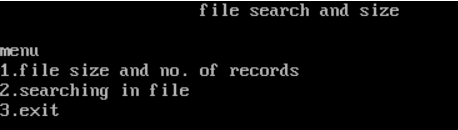 file search and size
menu
1.file size and no. of records
2.searching in file
3.exit